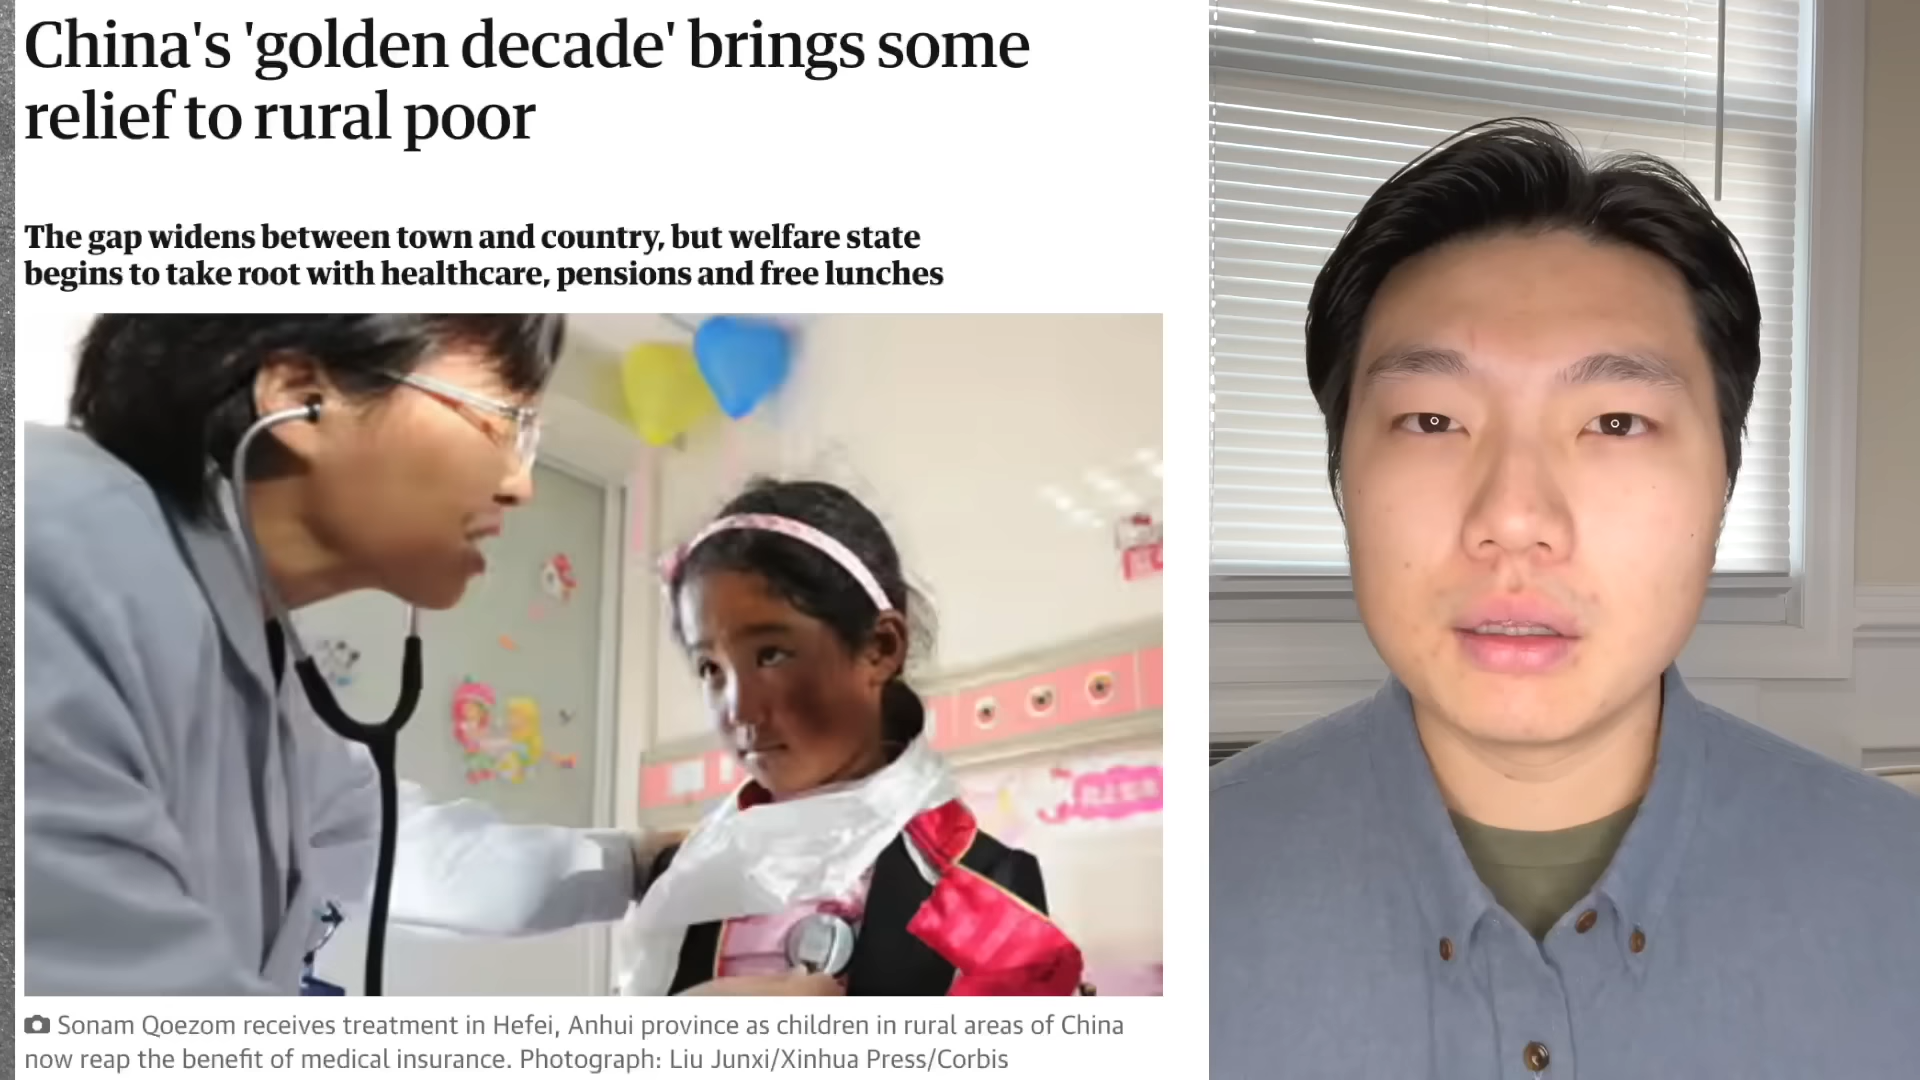 China's 'golden decade' brings some
relief to rural poor
The gap widens between town and country, but welfare state
begins to take root with healthcare, pensions and free lunches
Sonam Qoezom receives treatment in Hefei, Anhui province as children in rural areas of China
now reap the benefit of medical insurance. Photograph: Liu Junxi/Xinhua Press/Corbis